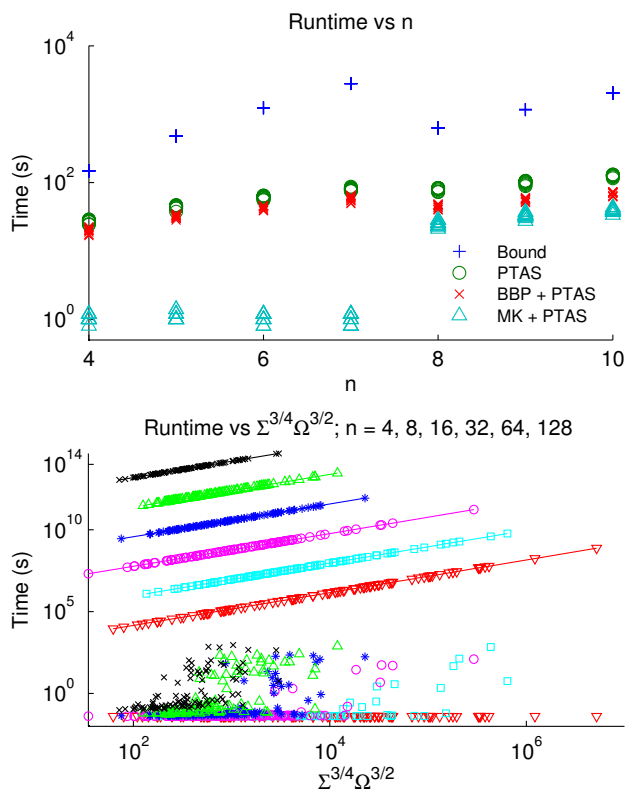 Runtime vs n
10^4
10^2
10^0
Time (s)
4 5 6 7 8 9 10
n
Bound
PTAS
BBP + PTAS
MK + PTAS
Runtime vs Σ^{3/4}Ω^{3/2}; n = 4, 8, 16, 32, 64, 128
10^14
10^10
10^5
10^0
Time (s)
10^2 10^4 10^6
Σ^{3/4}Ω^{3/2}